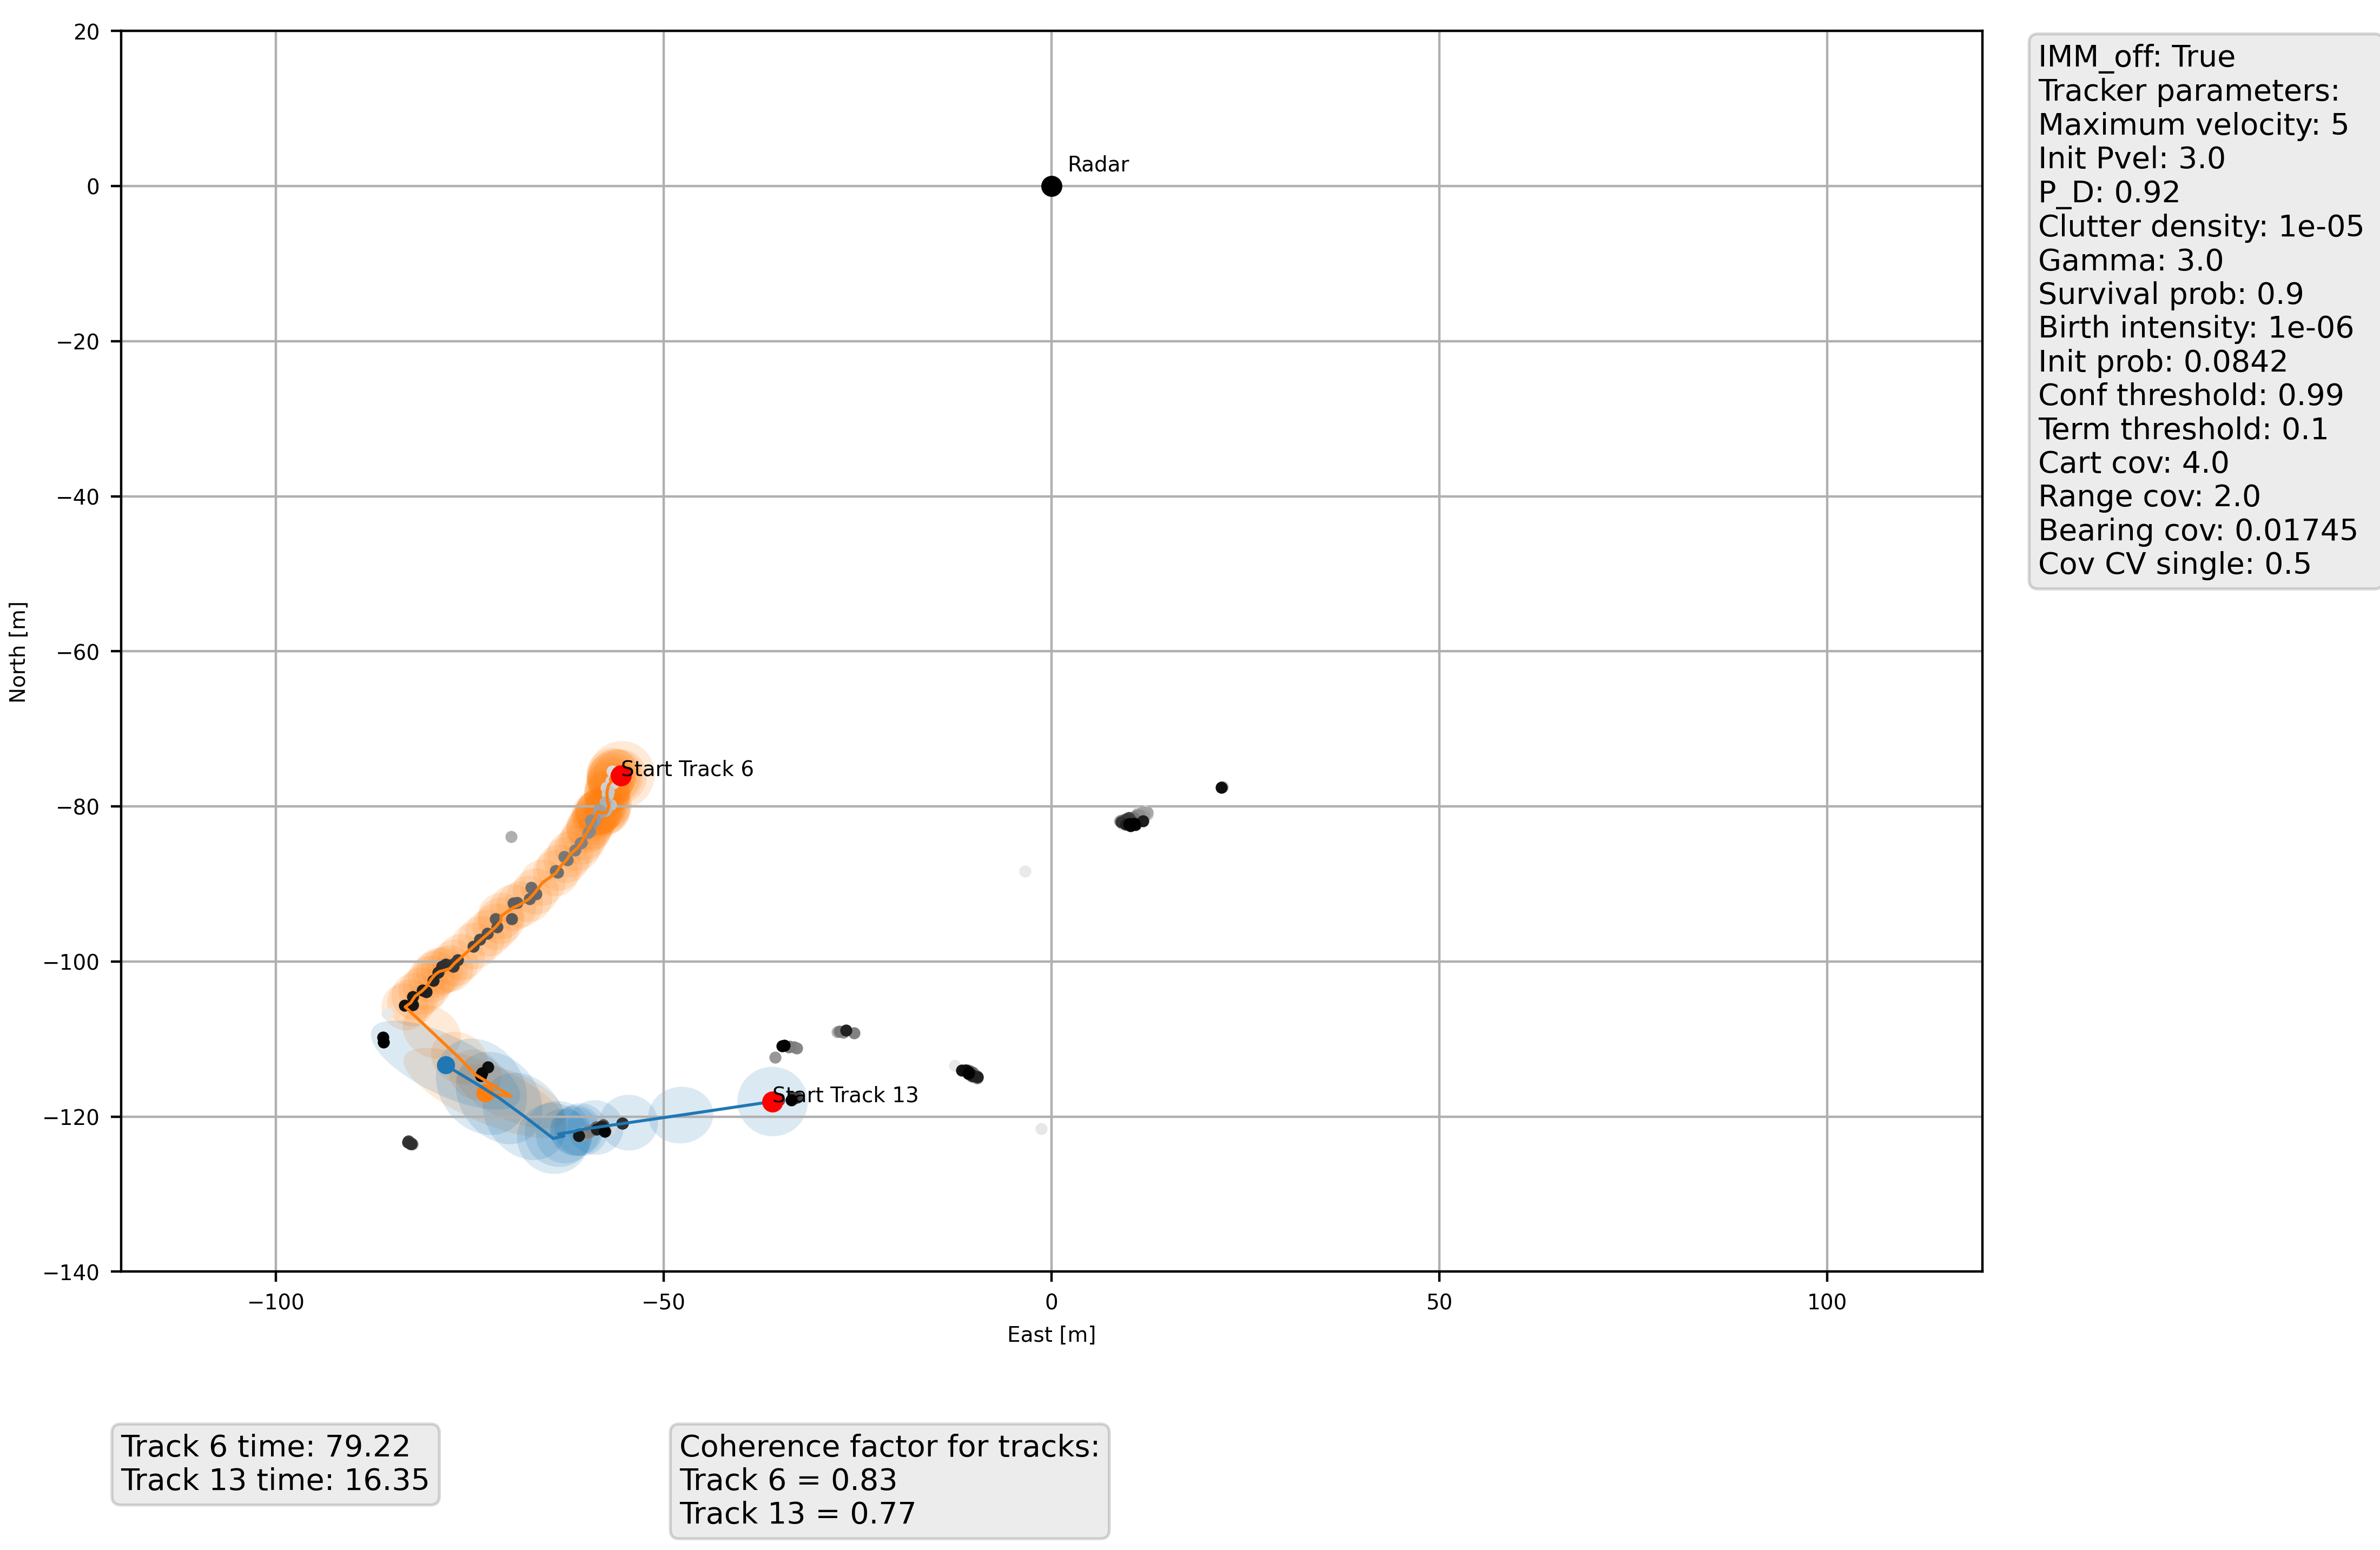 20
0
−20
−40
−60
−80
−100
−120
−140
−100
−50
0
50
100
North [m]
East [m]
Radar
Start Track 6
Start Track 13
IMM_off: True
Tracker parameters:
Maximum velocity: 5
Init Pvel: 3.0
P_D: 0.92
Clutter density: 1e-05
Gamma: 3.0
Survival prob: 0.9
Birth intensity: 1e-06
Init prob: 0.0842
Conf threshold: 0.99
Term threshold: 0.1
Cart cov: 4.0
Range cov: 2.0
Bearing cov: 0.01745
Cov CV single: 0.5
Track 6 time: 79.22
Track 13 time: 16.35
Coherence factor for tracks:
Track 6 = 0.83
Track 13 = 0.77